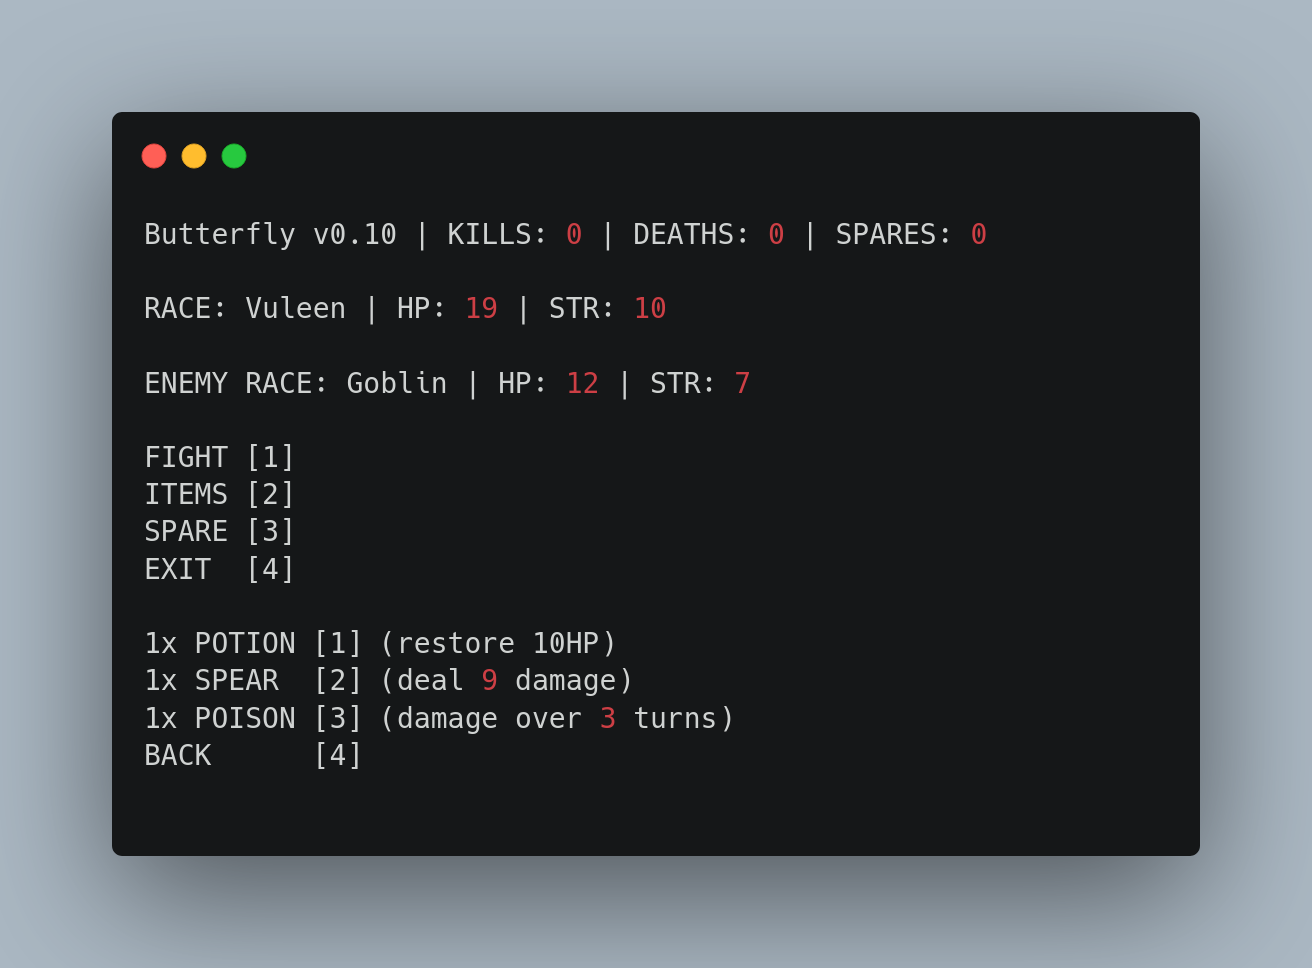 Butterfly v0.10 | KILLS: 0 | DEATHS: 0 | SPARES: 0
RACE: Vuleen | HP: 19 | STR: 10
ENEMY RACE: Goblin | HP: 12 | STR: 7
FIGHT [1]
ITEMS [2]
SPARE [3]
EXIT  [4]
1x POTION [1] (restore 10HP)
1x SPEAR  [2] (deal 9 damage)
1x POISON [3] (damage over 3 turns)
BACK      [4]